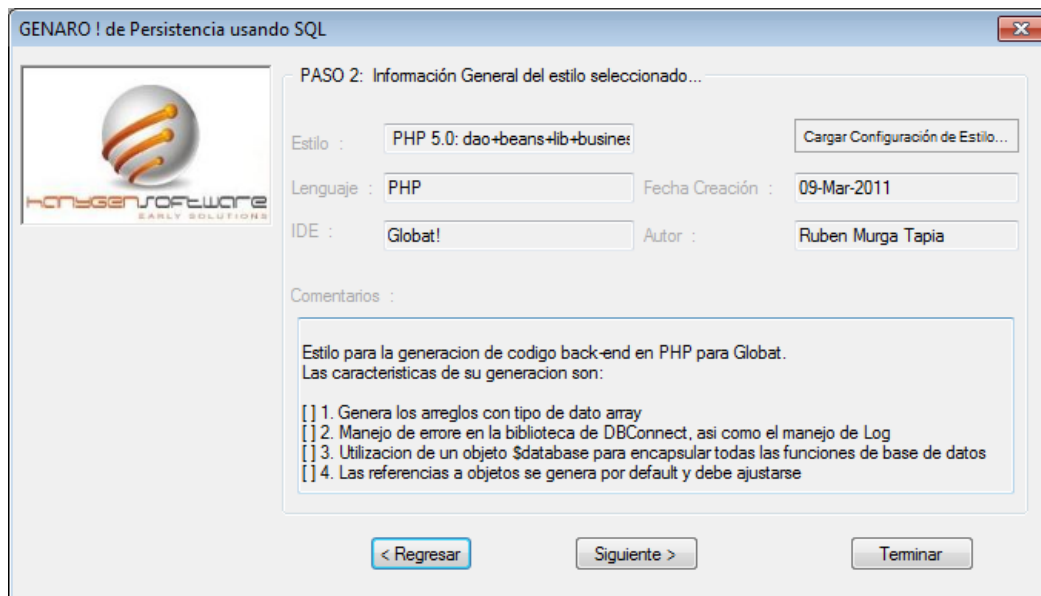 GENARO ! de Persistencia usando SQL
HANYGEN SOFTWARE
EARLY SOLUTIONS
PASO 2: Información General del estilo seleccionado...
Estilo : PHP 5.0: dao+beans+lib+busines Cargar Configuración de Estilo...
Lenguaje : PHP Fecha Creación : 09-Mar-2011
IDE : Globat! Autor : Ruben Murga Tapia
Comentarios :
Estilo para la generacion de codigo back-end en PHP para Globat.
Las caracteristicas de su generacion son:
[ ] 1. Genera los arreglos con tipo de dato array
[ ] 2. Manejo de errore en la biblioteca de DBConnect, asi como el manejo de Log
[ ] 3. Utilizacion de un objeto $database para encapsular todas las funciones de base de datos
[ ] 4. Las referencias a objetos se genera por default y debe ajustarse
< Regresar Siguiente > Terminar